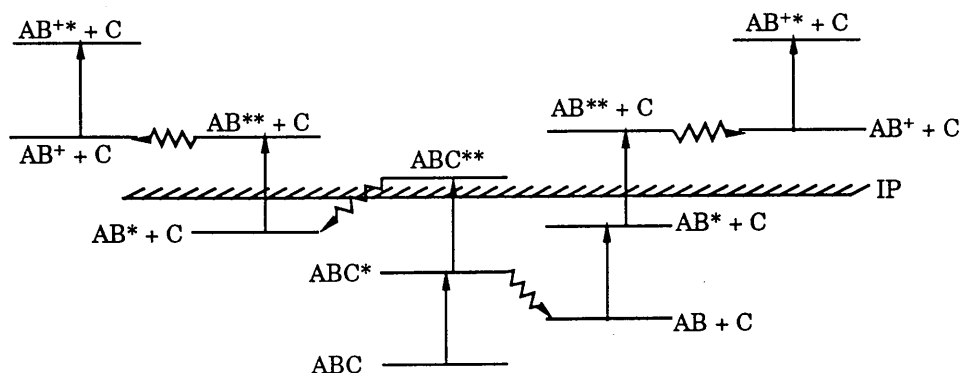 AB⁺* + C
AB⁺* + C
AB** + C
AB** + C
AB⁺ + C
AB⁺ + C
ABC**
IP
AB* + C
AB* + C
ABC*
AB + C
ABC